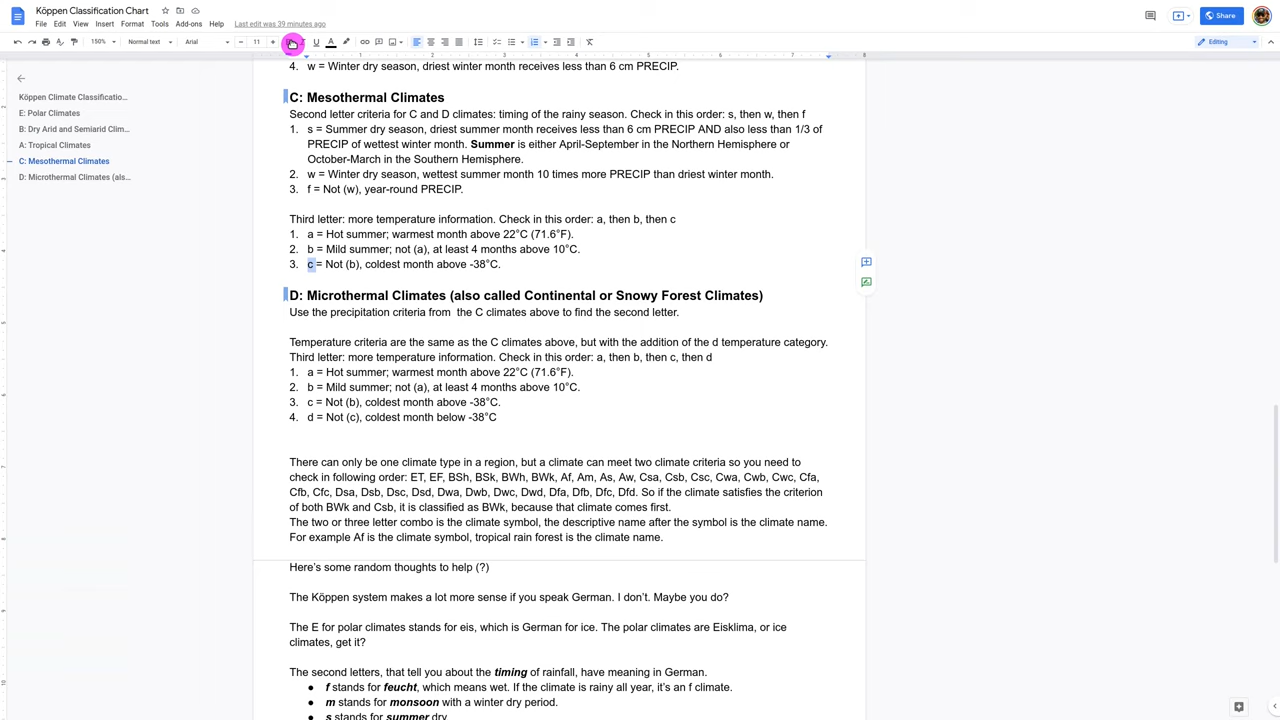 Köppen Classification Chart
File Edit View Insert Format Tools Add-ons Help Last edit was 39 minutes ago
Share
150% Normal text Arial 11 Editing
1 2 3 4 5 6 7 8
Köppen Climate Classificatio...
E: Polar Climates
B: Dry Arid and Semiarid Clim...
A: Tropical Climates
C: Mesothermal Climates
D: Microthermal Climates (als...
4. w = Winter dry season, driest winter month receives less than 6 cm PRECIP.
C: Mesothermal Climates
Second letter criteria for C and D climates: timing of the rainy season. Check in this order: s, then w, then f
1. s = Summer dry season, driest summer month receives less than 6 cm PRECIP AND also less than 1/3 of
PRECIP of wettest winter month. Summer is either April-September in the Northern Hemisphere or
October-March in the Southern Hemisphere.
2. w = Winter dry season, wettest summer month 10 times more PRECIP than driest winter month.
3. f = Not (w), year-round PRECIP.
Third letter: more temperature information. Check in this order: a, then b, then c
1. a = Hot summer; warmest month above 22°C (71.6°F).
2. b = Mild summer; not (a), at least 4 months above 10°C.
3. c = Not (b), coldest month above -38°C.
D: Microthermal Climates (also called Continental or Snowy Forest Climates)
Use the precipitation criteria from the C climates above to find the second letter.
Temperature criteria are the same as the C climates above, but with the addition of the d temperature category.
Third letter: more temperature information. Check in this order: a, then b, then c, then d
1. a = Hot summer; warmest month above 22°C (71.6°F).
2. b = Mild summer; not (a), at least 4 months above 10°C.
3. c = Not (b), coldest month above -38°C.
4. d = Not (c), coldest month below -38°C
There can only be one climate type in a region, but a climate can meet two climate criteria so you need to
check in following order: ET, EF, BSh, BSk, BWh, BWk, Af, Am, As, Aw, Csa, Csb, Csc, Cwa, Cwb, Cwc, Cfa,
Cfb, Cfc, Dsa, Dsb, Dsc, Dsd, Dwa, Dwb, Dwc, Dwd, Dfa, Dfb, Dfc, Dfd. So if the climate satisfies the criterion
of both BWk and Csb, it is classified as BWk, because that climate comes first.
The two or three letter combo is the climate symbol, the descriptive name after the symbol is the climate name.
For example Af is the climate symbol, tropical rain forest is the climate name.
Here's some random thoughts to help (?)
The Köppen system makes a lot more sense if you speak German. I don't. Maybe you do?
The E for polar climates stands for eis, which is German for ice. The polar climates are Eisklima, or ice
climates, get it?
The second letters, that tell you about the timing of rainfall, have meaning in German.
● f stands for feucht, which means wet. If the climate is rainy all year, it's an f climate.
● m stands for monsoon with a winter dry period.
● s stands for summer dry